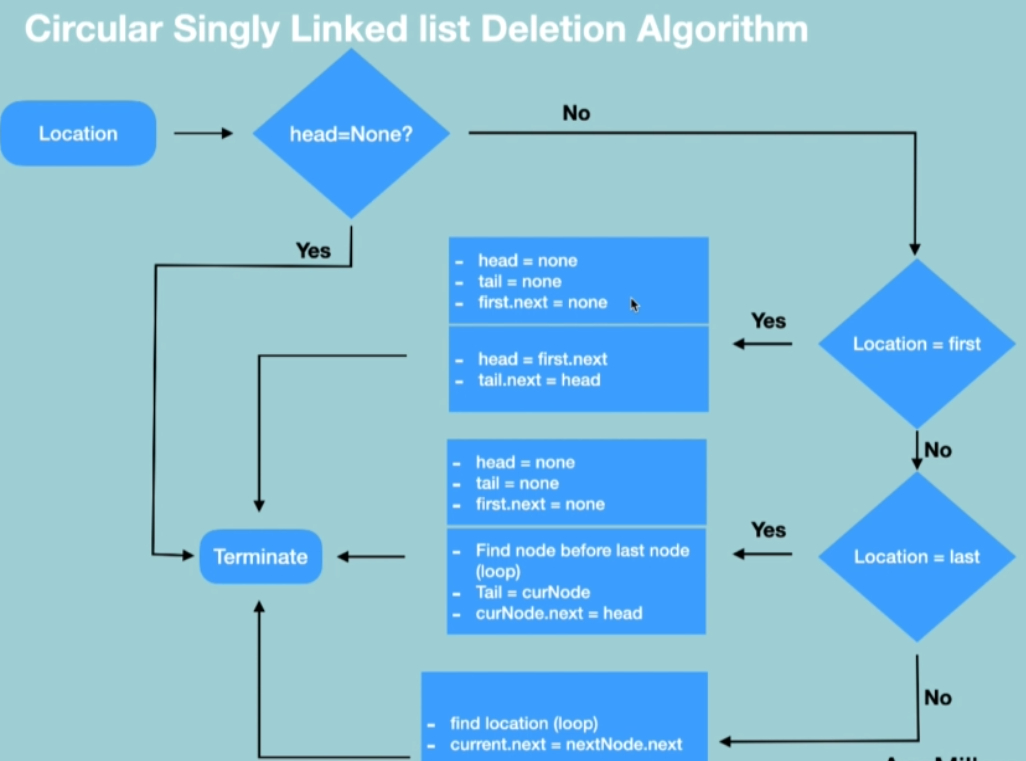 Circular Singly Linked list Deletion Algorithm
Location
head=None?
No
Yes
- head = none
- tail = none
- first.next = none
- head = first.next
- tail.next = head
Yes
Location = first
No
- head = none
- tail = none
- first.next = none
- Find node before last node
(loop)
- Tail = curNode
- curNode.next = head
Yes
Location = last
Terminate
No
- find location (loop)
- current.next = nextNode.next